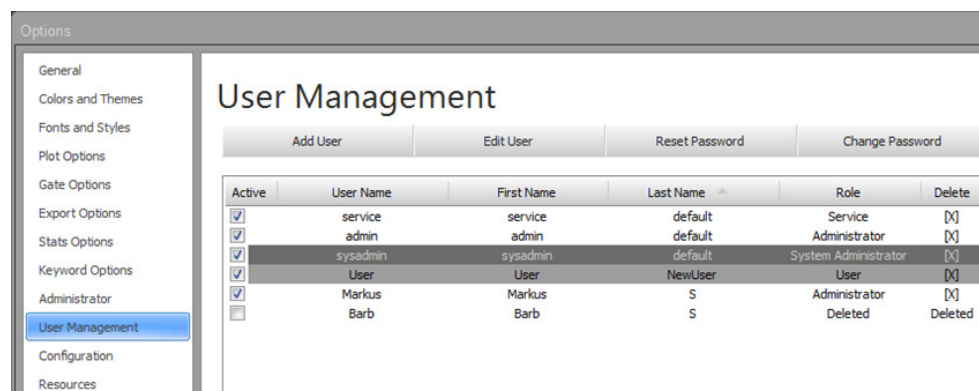 Options
General
Colors and Themes
Fonts and Styles
Plot Options
Gate Options
Export Options
Stats Options
Keyword Options
Administrator
User Management
Configuration
Resources
User Management
Add User Edit User Reset Password Change Password
Active User Name First Name Last Name Role Delete
service service default Service [X]
admin admin default Administrator [X]
sysadmin sysadmin default System Administrator [X]
User User NewUser User [X]
Markus Markus S Administrator [X]
Barb Barb S Deleted Deleted